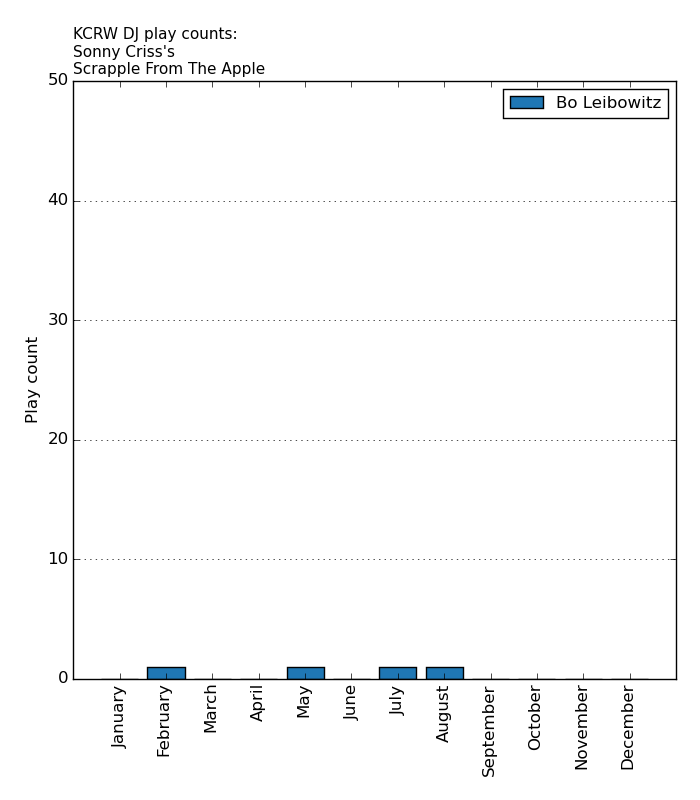 KCRW DJ play counts:
Sonny Criss's
Scrapple From The Apple
Bo Leibowitz
50
40
30
20
10
0
Play count
January
February
March
April
May
June
July
August
September
October
November
December